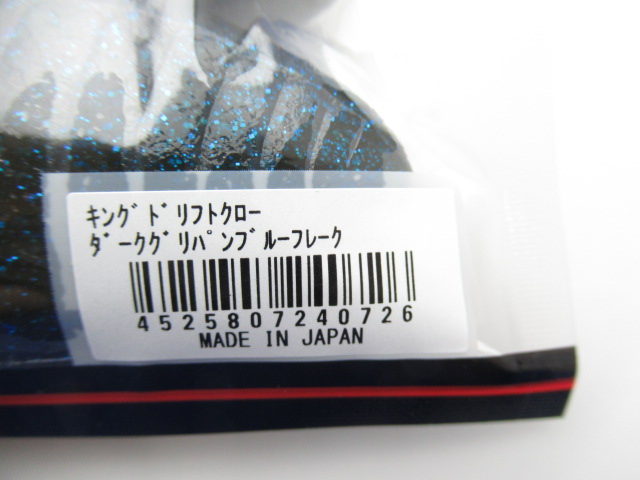 ｷﾝｸﾞﾄﾞﾘﾌﾄｸﾛｰ
ﾀﾞｰｸｸﾞﾘﾊﾟﾝﾌﾞﾙｰﾌﾚｰｸ
4525807240726
MADE IN JAPAN